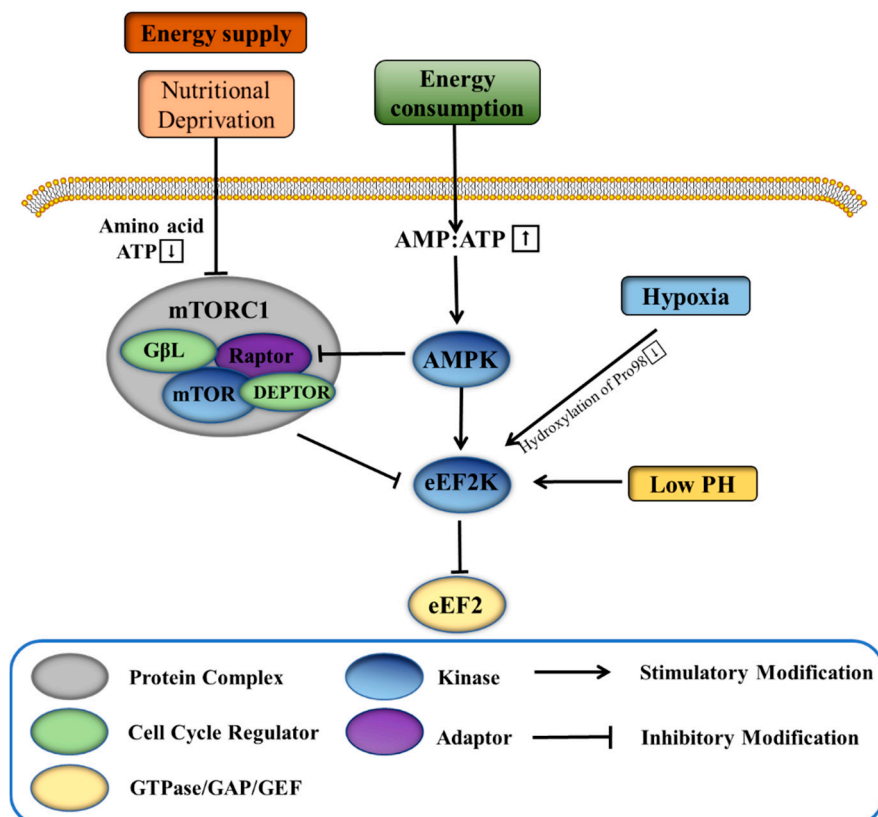 Energy supply
Nutritional
Deprivation
Energy
consumption
Amino acid
ATP ↓
AMP:ATP ↑
mTORC1
GβL
Raptor
mTOR
DEPTOR
AMPK
Hypoxia
Hydroxylation of Pro98 ↓
eEF2K
Low PH
eEF2
Protein Complex
Kinase
Stimulatory Modification
Cell Cycle Regulator
Adaptor
Inhibitory Modification
GTPase/GAP/GEF